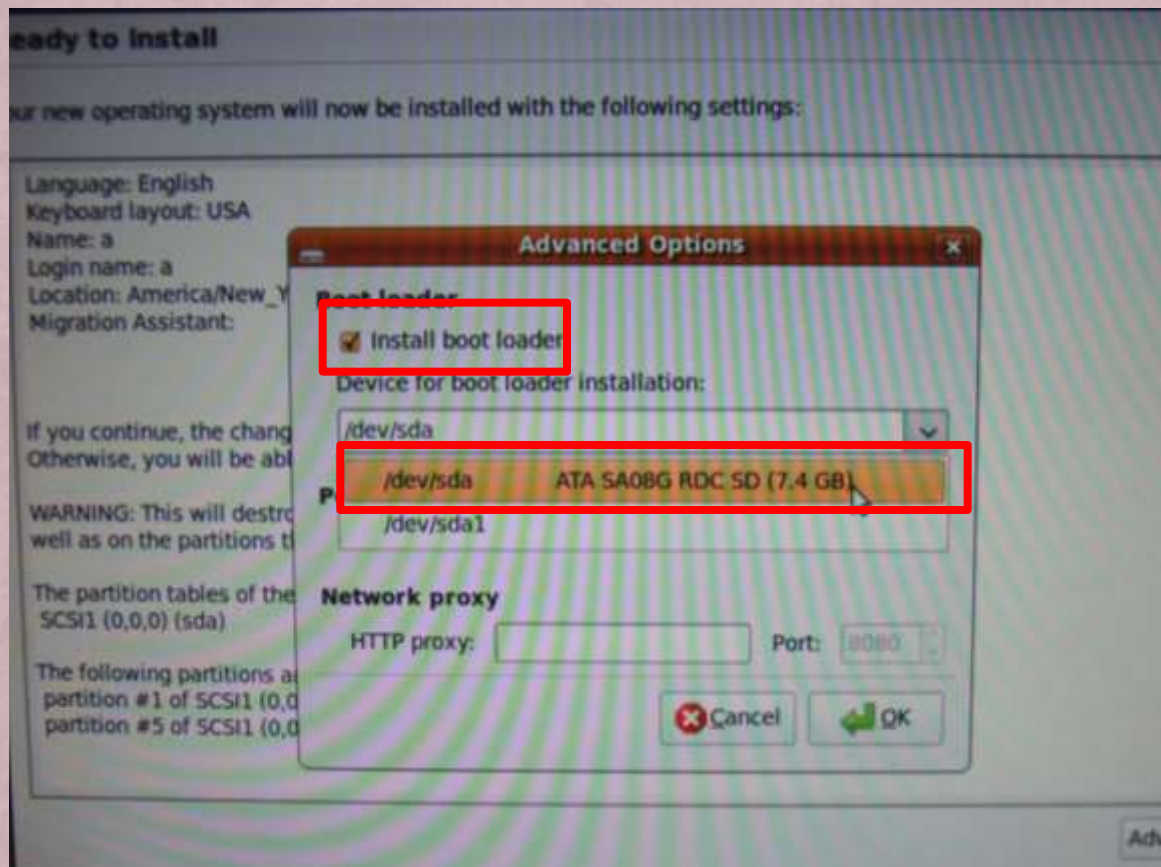 eady to Install
ur new operating system will now be installed with the following settings:
Language: English
Keyboard layout: USA
Name: a
Login name: a
Location: America/New_Y
Migration Assistant:
If you continue, the chang
Otherwise, you will be abl
WARNING: This will destro
well as on the partitions t
The partition tables of the
SCSI1 (0,0,0) (sda)
The following partitions a
partition #1 of SCSI1 (0,0
partition #5 of SCSI1 (0,0
Advanced Options
Boot loader
Install boot loader
Device for boot loader installation:
/dev/sda
/dev/sda ATA SA08G RDC SD (7.4 GB)
/dev/sda1
P
Network proxy
HTTP proxy: Port: 8080
Cancel OK
Adv